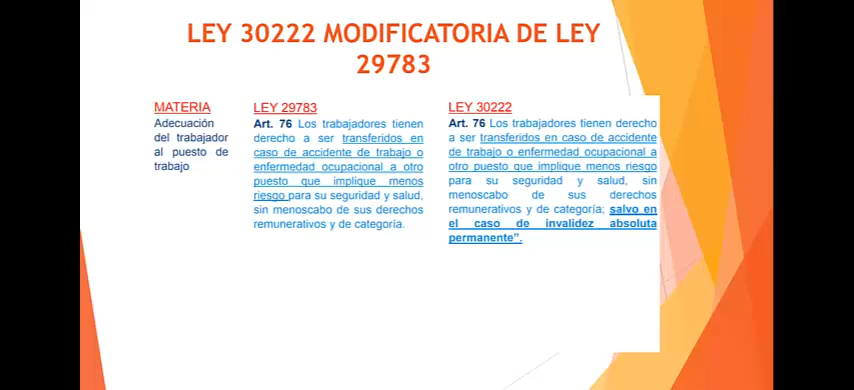 LEY 30222 MODIFICATORIA DE LEY
29783
MATERIA
Adecuación
del trabajador
al puesto de
trabajo
LEY 29783
Art. 76 Los trabajadores tienen
derecho a ser transferidos en
caso de accidente de trabajo o
enfermedad ocupacional a otro
puesto que implique menos
riesgo para su seguridad y salud,
sin menoscabo de sus derechos
remunerativos y de categoría.
LEY 30222
Art. 76 Los trabajadores tienen derecho
a ser transferidos en caso de accidente
de trabajo o enfermedad ocupacional a
otro puesto que implique menos riesgo
para su seguridad y salud, sin
menoscabo de sus derechos
remunerativos y de categoría; salvo en
el caso de invalidez absoluta
permanente”.